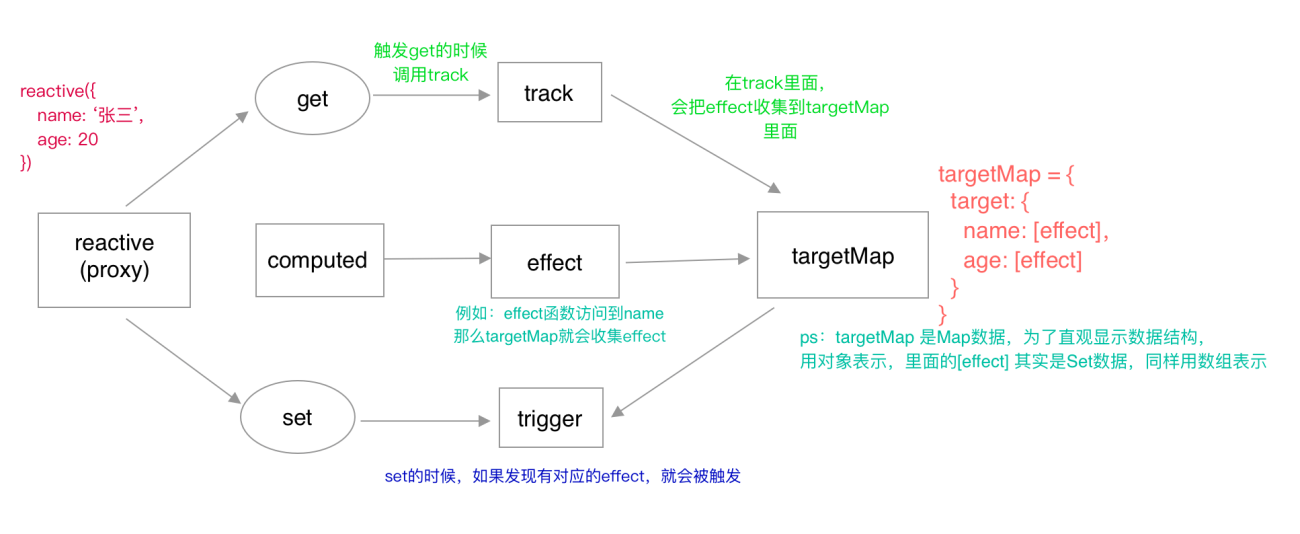 触发get的时候
调用track
reactive({
name: ‘张三’,
age: 20
})
get
track
在track里面，
会把effect收集到targetMap
里面
targetMap = {
target: {
name: [effect],
age: [effect]
}
}
reactive
(proxy)
computed
effect
targetMap
例如：effect函数访问到name
那么targetMap就会收集effect
ps：targetMap 是Map数据，为了直观显示数据结构，
用对象表示，里面的[effect] 其实是Set数据，同样用数组表示
set
trigger
set的时候，如果发现有对应的effect，就会被触发